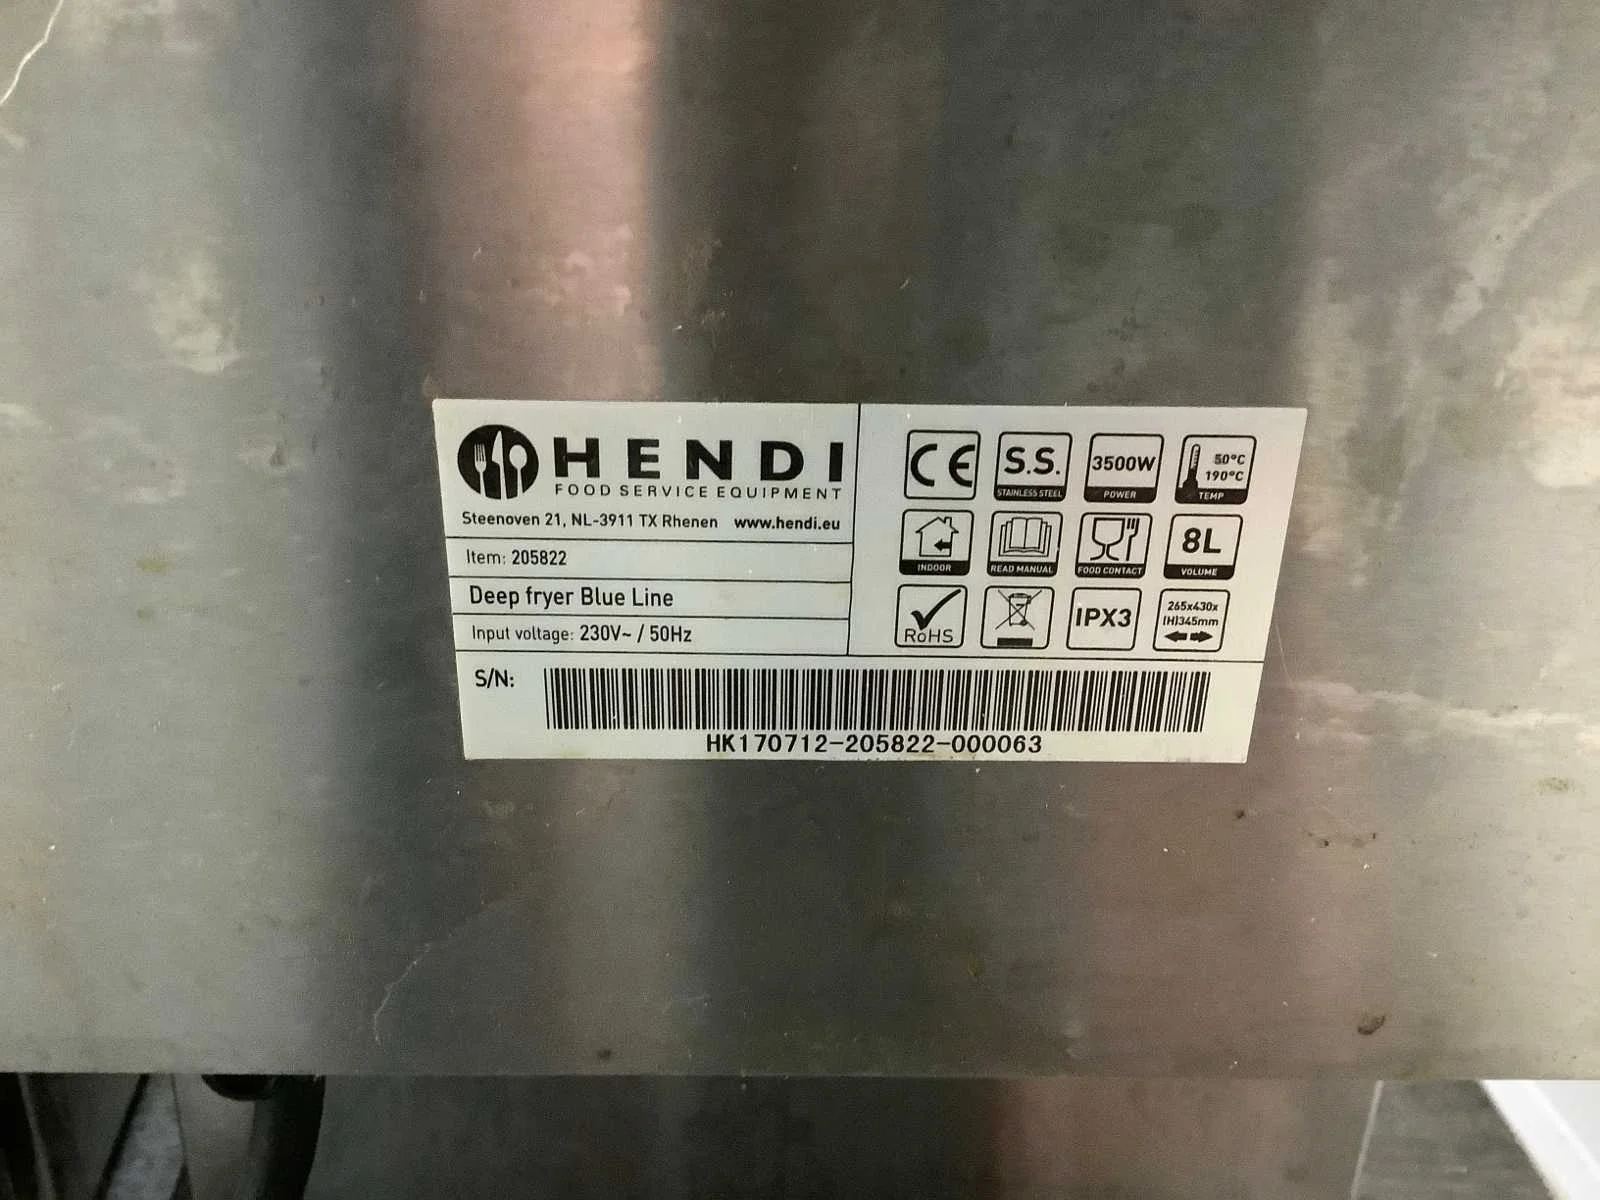 HENDI
FOOD SERVICE EQUIPMENT
Steenoven 21, NL-3911 TX Rhenen www.hendi.eu
Item: 205822
Deep fryer Blue Line
Input voltage: 230V~ / 50Hz
CE
S.S.
STAINLESS STEEL
3500W
POWER
50°C
190°C
TEMP
INDOOR
READ MANUAL
FOOD CONTACT
8L
VOLUME
RoHS
IPX3
265x430x
(H)345mm
S/N:
HK170712-205822-000063